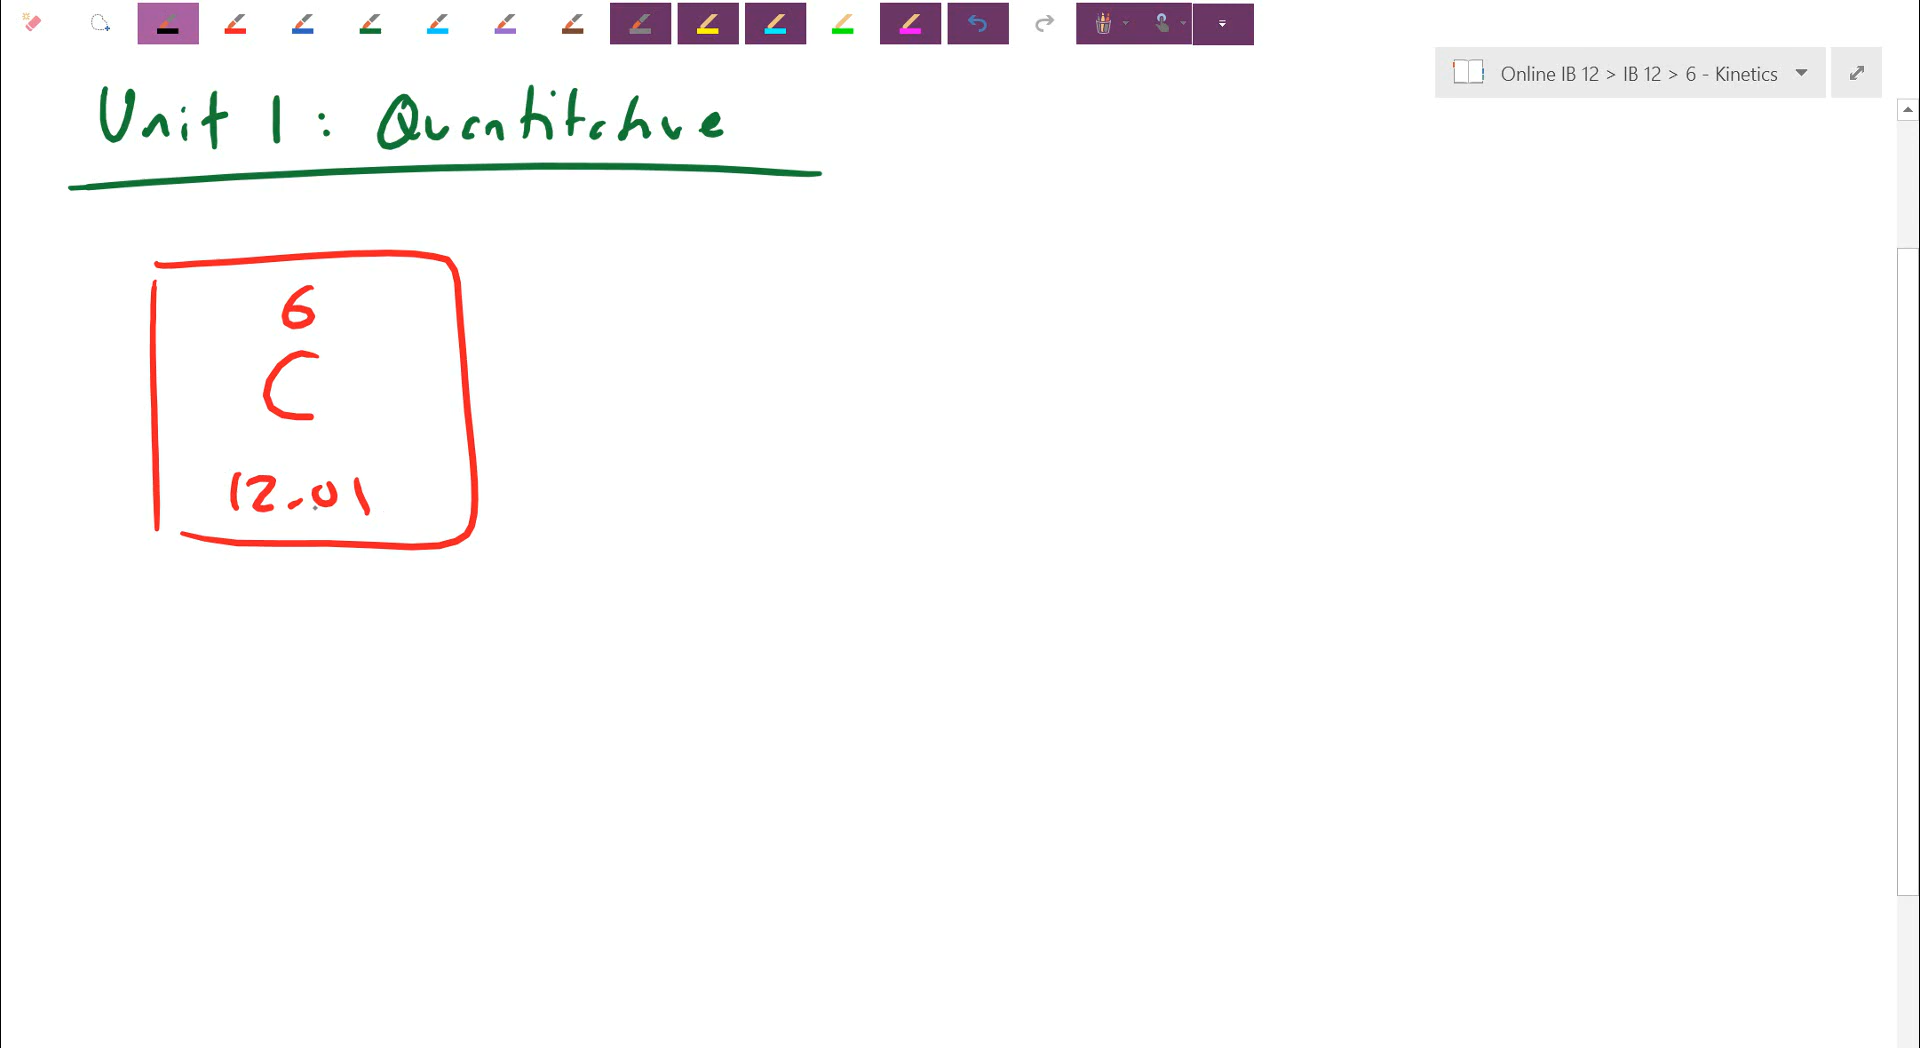 Online IB 12 > IB 12 > 6 - Kinetics
Unit 1 : Quantitative
6
C
12.01